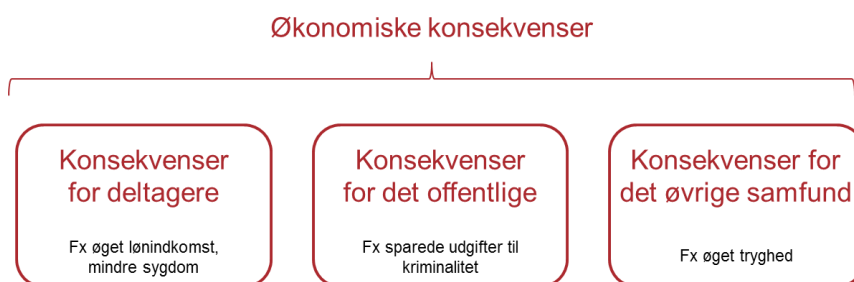 Økonomiske konsekvenser
Konsekvenser
for deltagere
Fx øget lønindkomst,
mindre sygdom
Konsekvenser
for det offentlige
Fx sparede udgifter til
kriminalitet
Konsekvenser for
det øvrige samfund
Fx øget tryghed